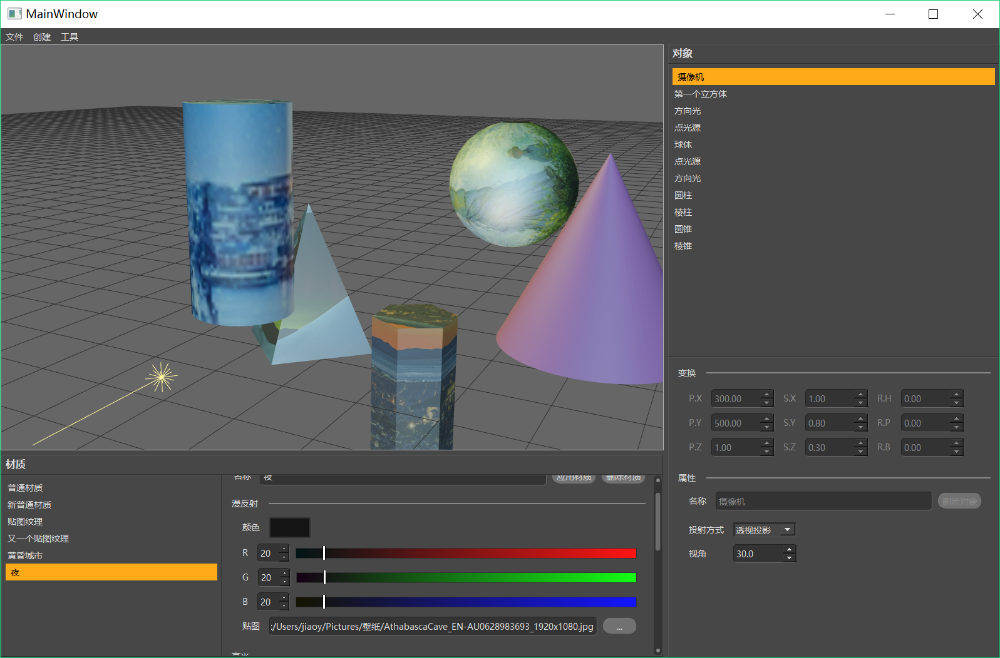 MainWindow
文件 创建 工具
对象
摄像机
第一个立方体
方向光
点光源
球体
点光源
方向光
圆柱
棱柱
圆锥
棱锥
变换
P.X 300.00 S.X 1.00 R.H 0.00
P.Y 500.00 S.Y 0.80 R.P 0.00
P.Z 1.00 S.Z 0.30 R.B 0.00
属性
名称 摄像机 删除对象
投射方式 透视投影
视角 30.0
材质
普通材质
新普通材质
贴图纹理
又一个贴图纹理
黄昏城市
夜
名称 夜 应用材质 删除材质
漫反射
颜色
R 20
G 20
B 20
贴图 :/Users/jiaoy/Pictures/壁纸/AthabascaCave_EN-AU0628983693_1920x1080.jpg ...